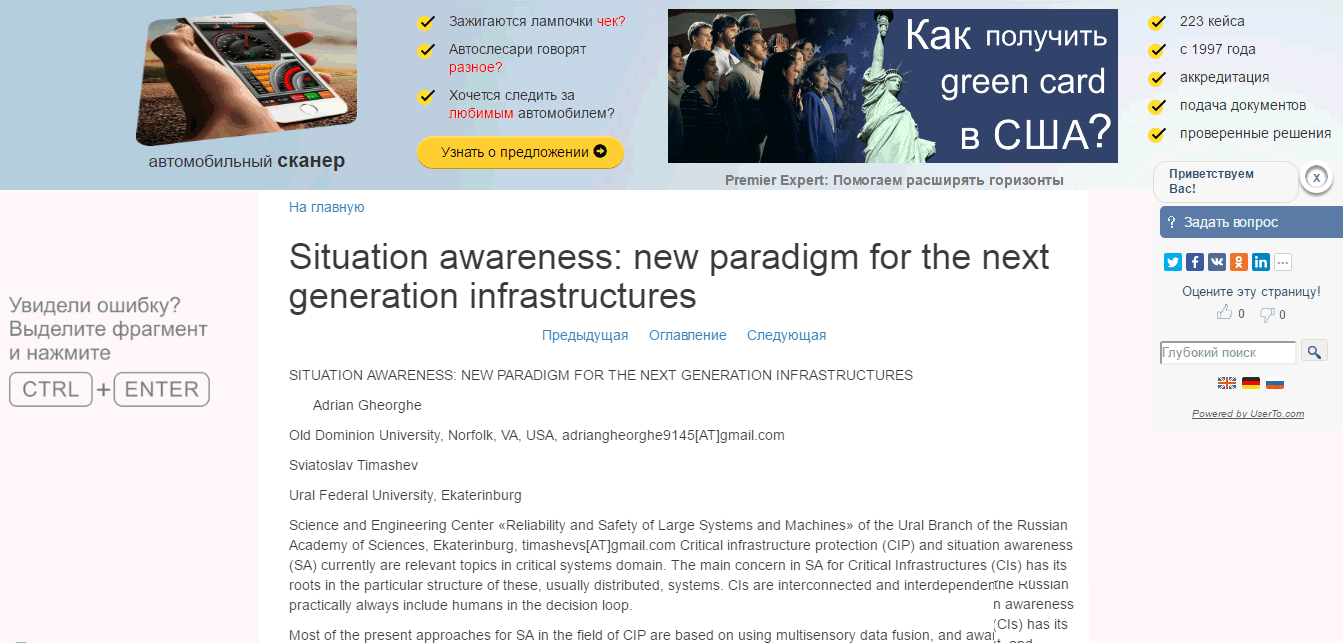 Зажигаются лампочки чек?
Автослесари говорят
разное?
Хочется следить за
любимым автомобилем?
автомобильный сканер
Узнать о предложении
Как получить
green card
в США?
Premier Expert: Помогаем расширять горизонты
223 кейса
с 1997 года
аккредитация
подача документов
проверенные решения
Приветствуем
Вас!
x
? Задать вопрос
Оцените эту страницу!
0 0
Глубокий поиск
Powered by UserTo.com
Увидели ошибку?
Выделите фрагмент
и нажмите
CTRL + ENTER
На главную
Situation awareness: new paradigm for the next
generation infrastructures
Предыдущая Оглавление Следующая
SITUATION AWARENESS: NEW PARADIGM FOR THE NEXT GENERATION INFRASTRUCTURES
Adrian Gheorghe
Old Dominion University, Norfolk, VA, USA, adriangheorghe9145[AT]gmail.com
Sviatoslav Timashev
Ural Federal University, Ekaterinburg
Science and Engineering Center «Reliability and Safety of Large Systems and Machines» of the Ural Branch of the Russian
Academy of Sciences, Ekaterinburg, timashevs[AT]gmail.com Critical infrastructure protection (CIP) and situation awareness
(SA) currently are relevant topics in critical systems domain. The main concern in SA for Critical Infrastructures (CIs) has its
roots in the particular structure of these, usually distributed, systems. CIs are interconnected and interdependen
practically always include humans in the decision loop.
Most of the present approaches for SA in the field of CIP are based on using multisensory data fusion, and awa
the Russian
n awareness
(CIs) has its